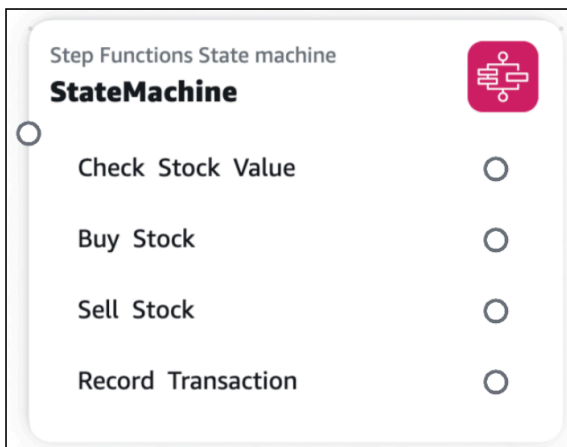 Step Functions State machine
StateMachine
Check Stock Value
Buy Stock
Sell Stock
Record Transaction